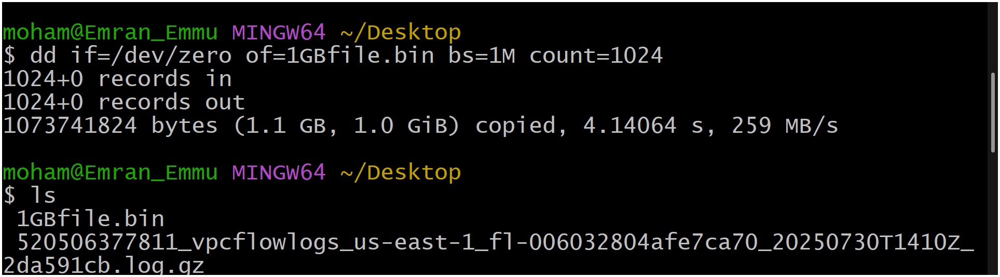 moham@Emran_Emmu MINGW64 ~/Desktop
$ dd if=/dev/zero of=1GBfile.bin bs=1M count=1024
1024+0 records in
1024+0 records out
1073741824 bytes (1.1 GB, 1.0 GiB) copied, 4.14064 s, 259 MB/s
moham@Emran_Emmu MINGW64 ~/Desktop
$ ls
1GBfile.bin
520506377811_vpcflowlogs_us-east-1_fl-006032804afe7ca70_20250730T1410Z_
2da591cb.log.gz